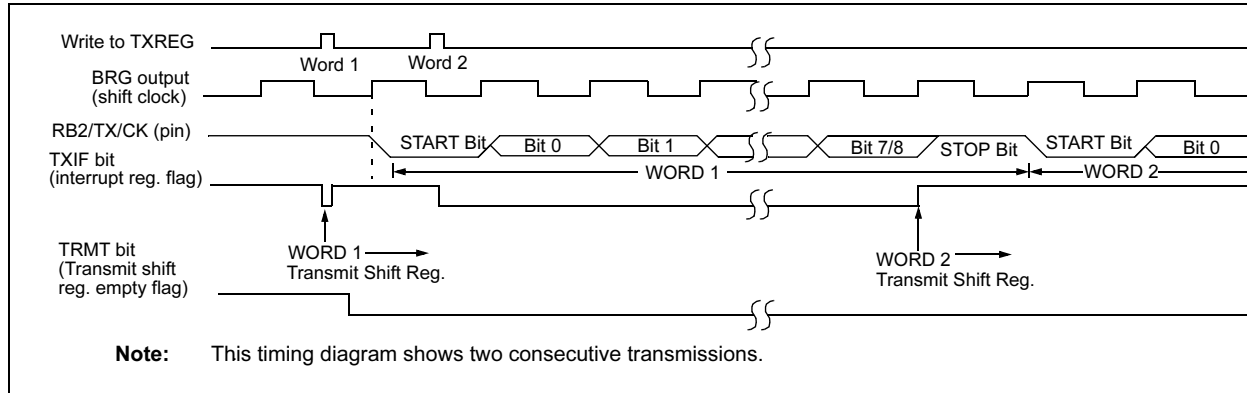 Write to TXREG
Word 1
Word 2
BRG output
(shift clock)
RB2/TX/CK (pin)
START Bit
Bit 0
Bit 1
Bit 7/8
STOP Bit
START Bit
Bit 0
TXIF bit
(interrupt reg. flag)
WORD 1
WORD 2
TRMT bit
(Transmit shift
reg. empty flag)
WORD 1
Transmit Shift Reg.
WORD 2
Transmit Shift Reg.
Note: This timing diagram shows two consecutive transmissions.